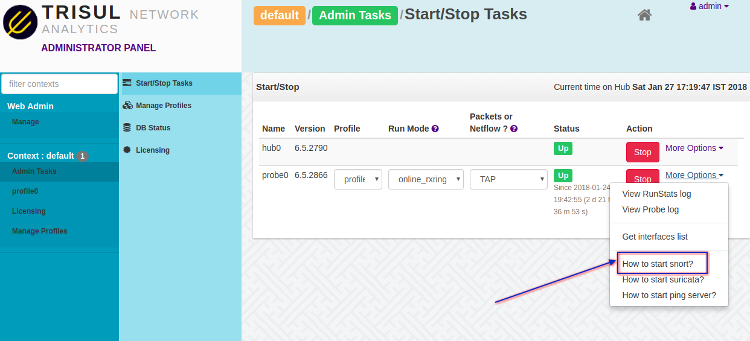 TRISUL NETWORK
ANALYTICS
ADMINISTRATOR PANEL
default / Admin Tasks / Start/Stop Tasks
admin
filter contexts
Web Admin
Manage
Context : default 1
Admin Tasks
profile0
Licensing
Manage Profiles
Start/Stop Tasks
Manage Profiles
DB Status
Licensing
Start/Stop
Current time on Hub Sat Jan 27 17:19:47 IST 2018
Name Version Profile Run Mode ? Packets or Netflow ? ? Status Action
hub0 6.5.2790 Up Stop More Options
probe0 6.5.2866 profile online_rxring TAP Up Stop More Options
Since 2018-01-24
19:42:55 (2 d 21
36 m 53 s)
View RunStats log
View Probe log
Get interfaces list
How to start snort?
How to start suricata?
How to start ping server?